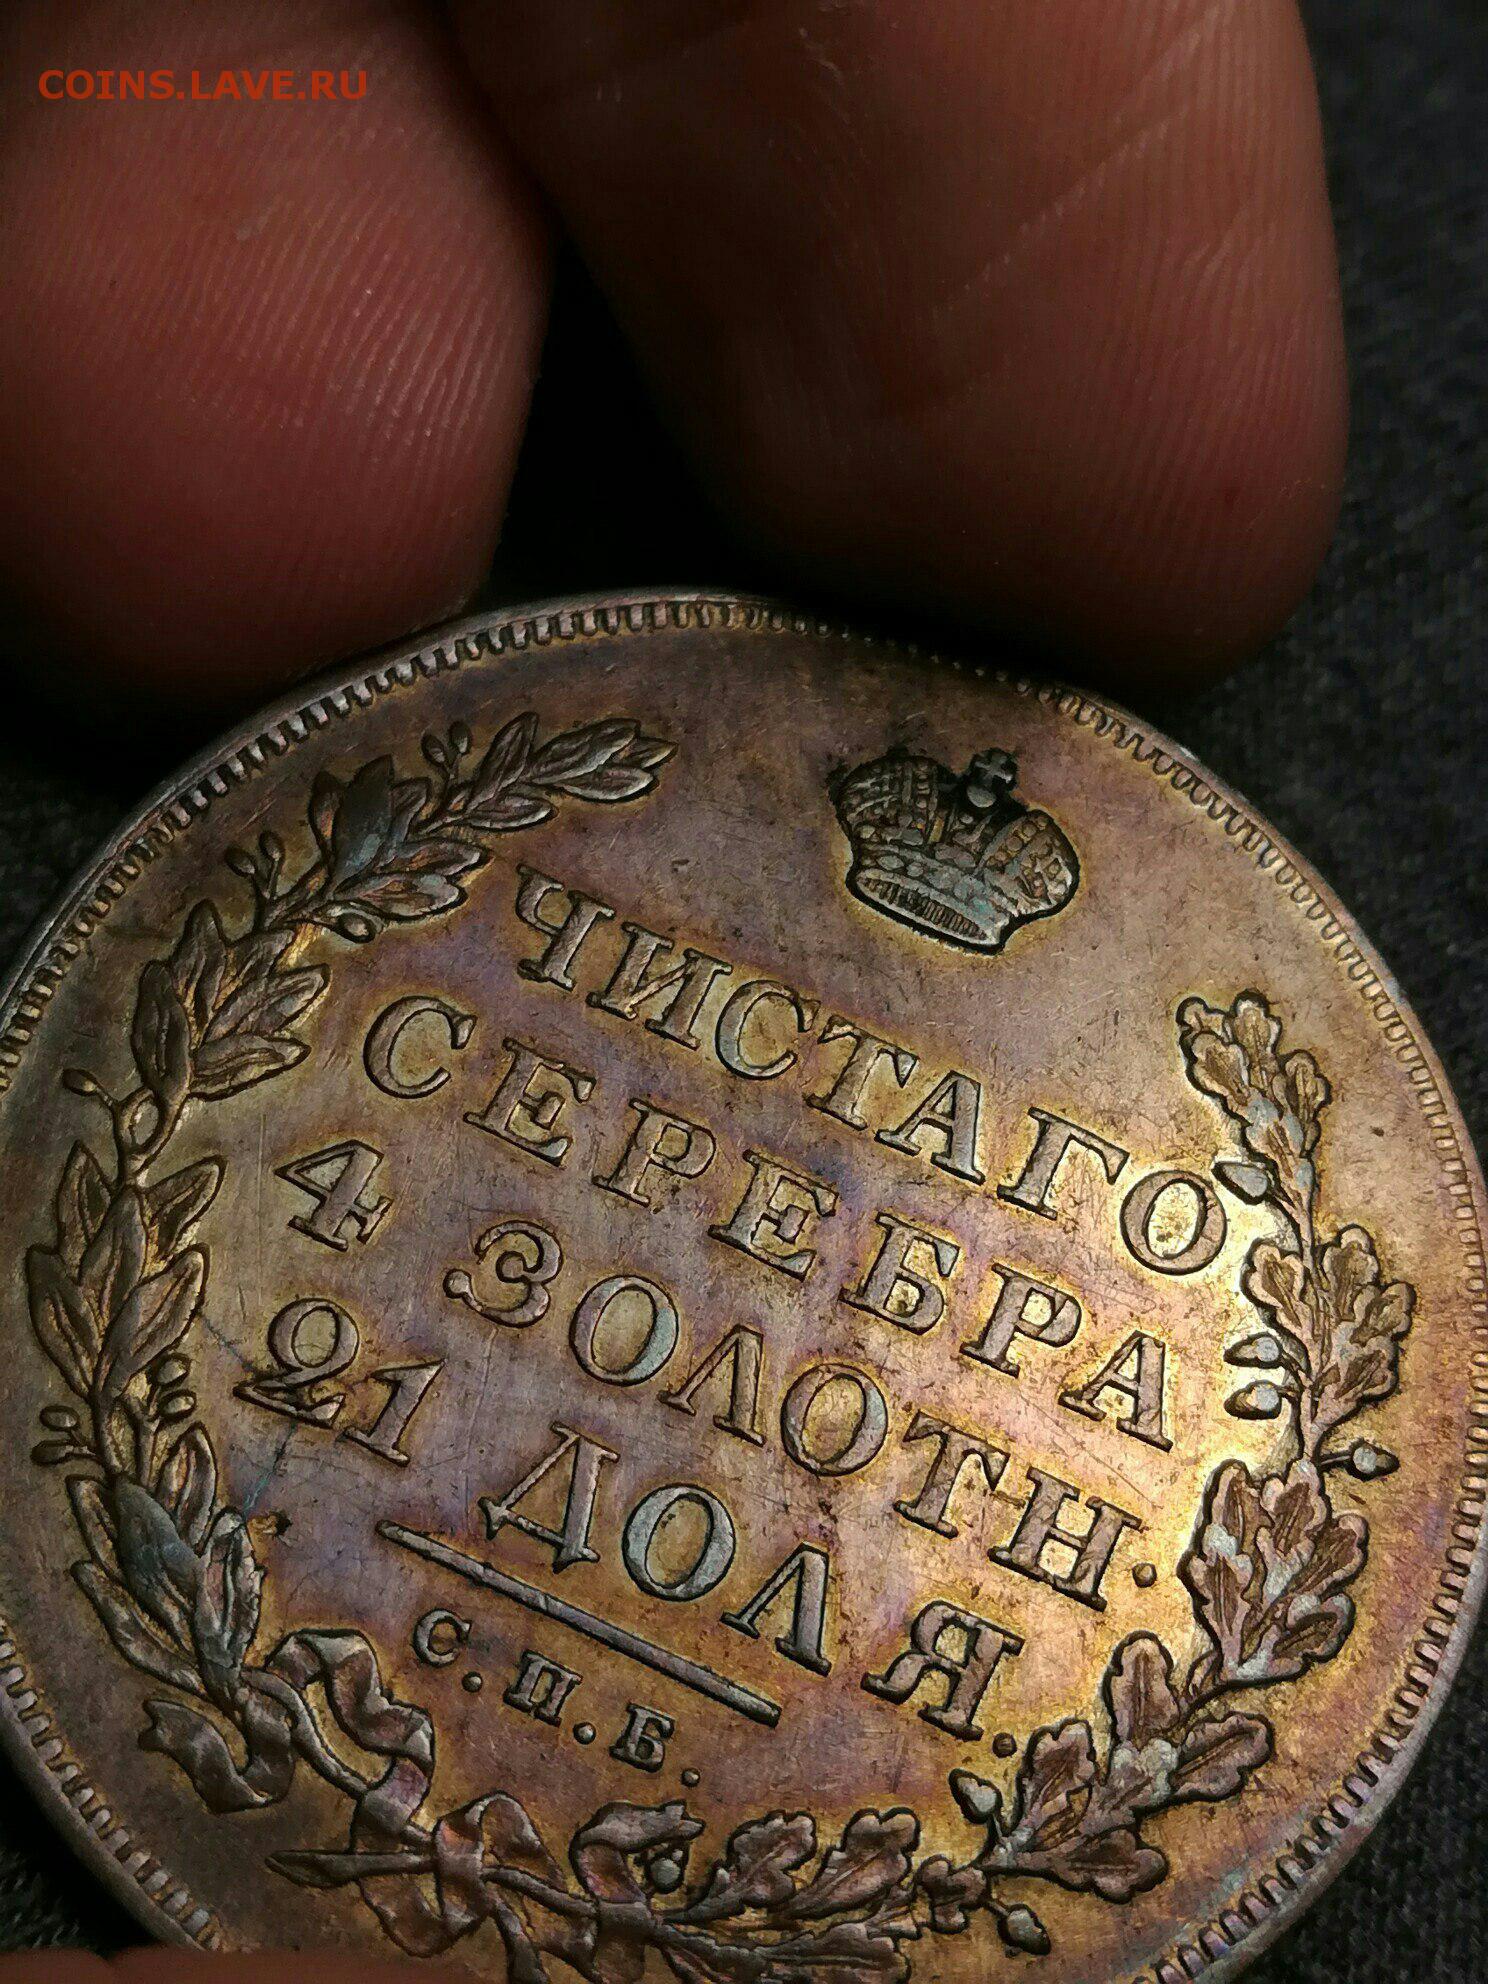 COINS.LAVE.RU
ЧИСТАГО
СЕРЕБРА
4 ЗОЛОТН.
21 ДОЛЯ.
С.П.Б.